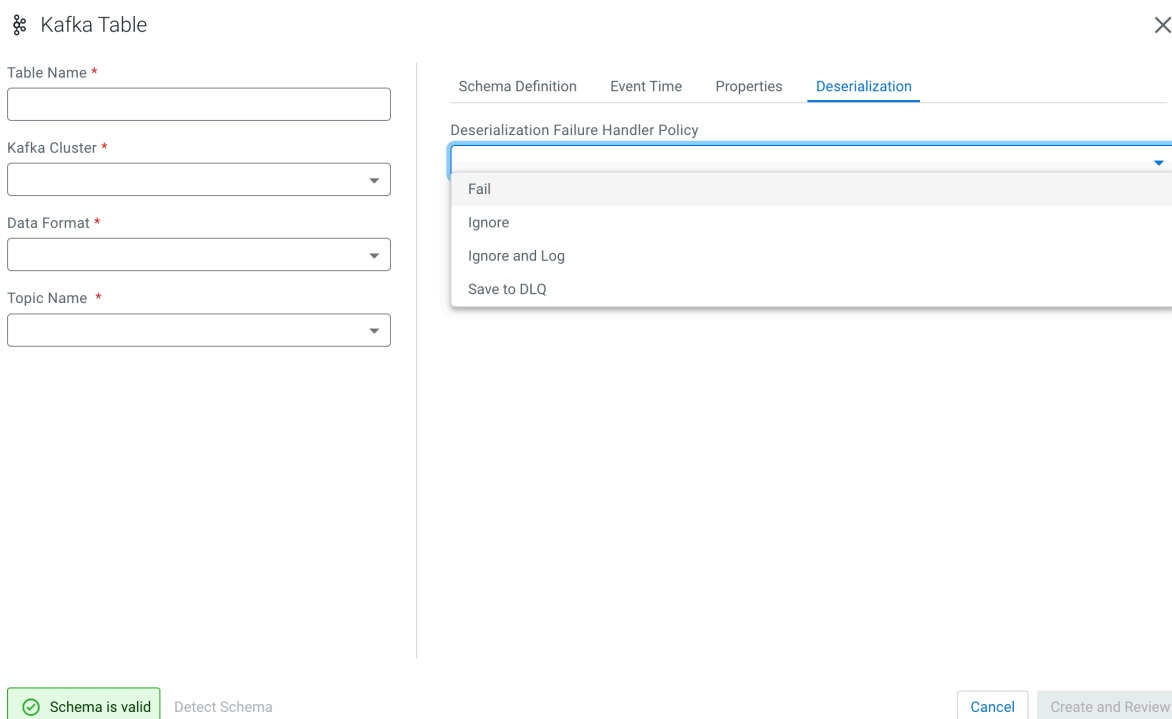 Kafka Table
Table Name *
Kafka Cluster *
Data Format *
Topic Name *
Schema Definition Event Time Properties Deserialization
Deserialization Failure Handler Policy
Fail
Ignore
Ignore and Log
Save to DLQ
Schema is valid Detect Schema Cancel Create and Review